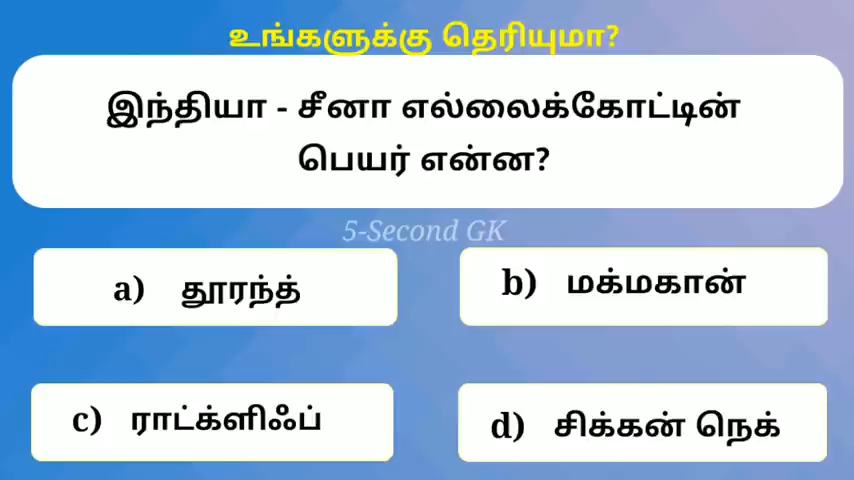 உங்களுக்கு தெரியுமா?
இந்தியா - சீனா எல்லைக்கோட்டின்
பெயர் என்ன?
5-Second GK
a) தூரந்த்
b) மக்மகான்
c) ராட்க்ளிஃப்
d) சிக்கன் நெக்